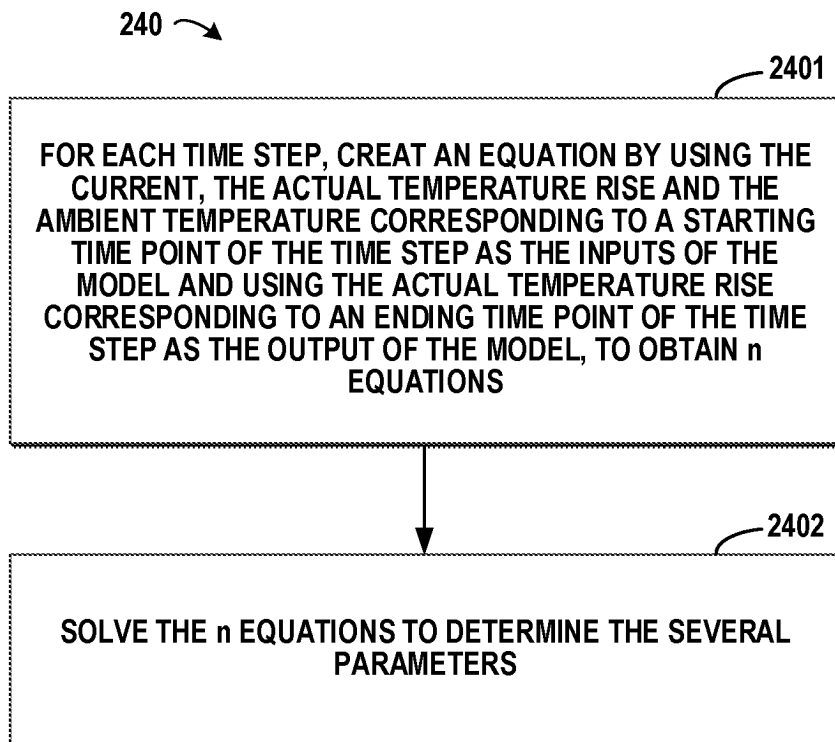 240
2401
FOR EACH TIME STEP, CREAT AN EQUATION BY USING THE
CURRENT, THE ACTUAL TEMPERATURE RISE AND THE
AMBIENT TEMPERATURE CORRESPONDING TO A STARTING
TIME POINT OF THE TIME STEP AS THE INPUTS OF THE
MODEL AND USING THE ACTUAL TEMPERATURE RISE
CORRESPONDING TO AN ENDING TIME POINT OF THE TIME
STEP AS THE OUTPUT OF THE MODEL, TO OBTAIN n
EQUATIONS
2402
SOLVE THE n EQUATIONS TO DETERMINE THE SEVERAL
PARAMETERS